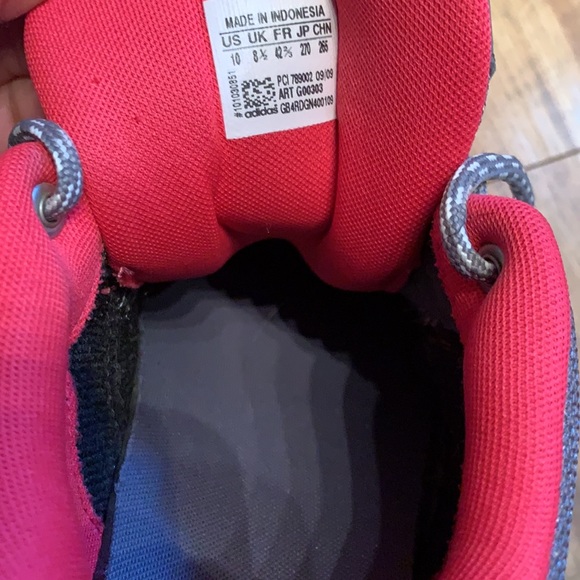 MADE IN INDONESIA
US UK FR JP CHN
10 8½ 42⅔ 270 265
#101030851
adidas
PCI 789002 09/09
ART G00303
GB4RDGN400109